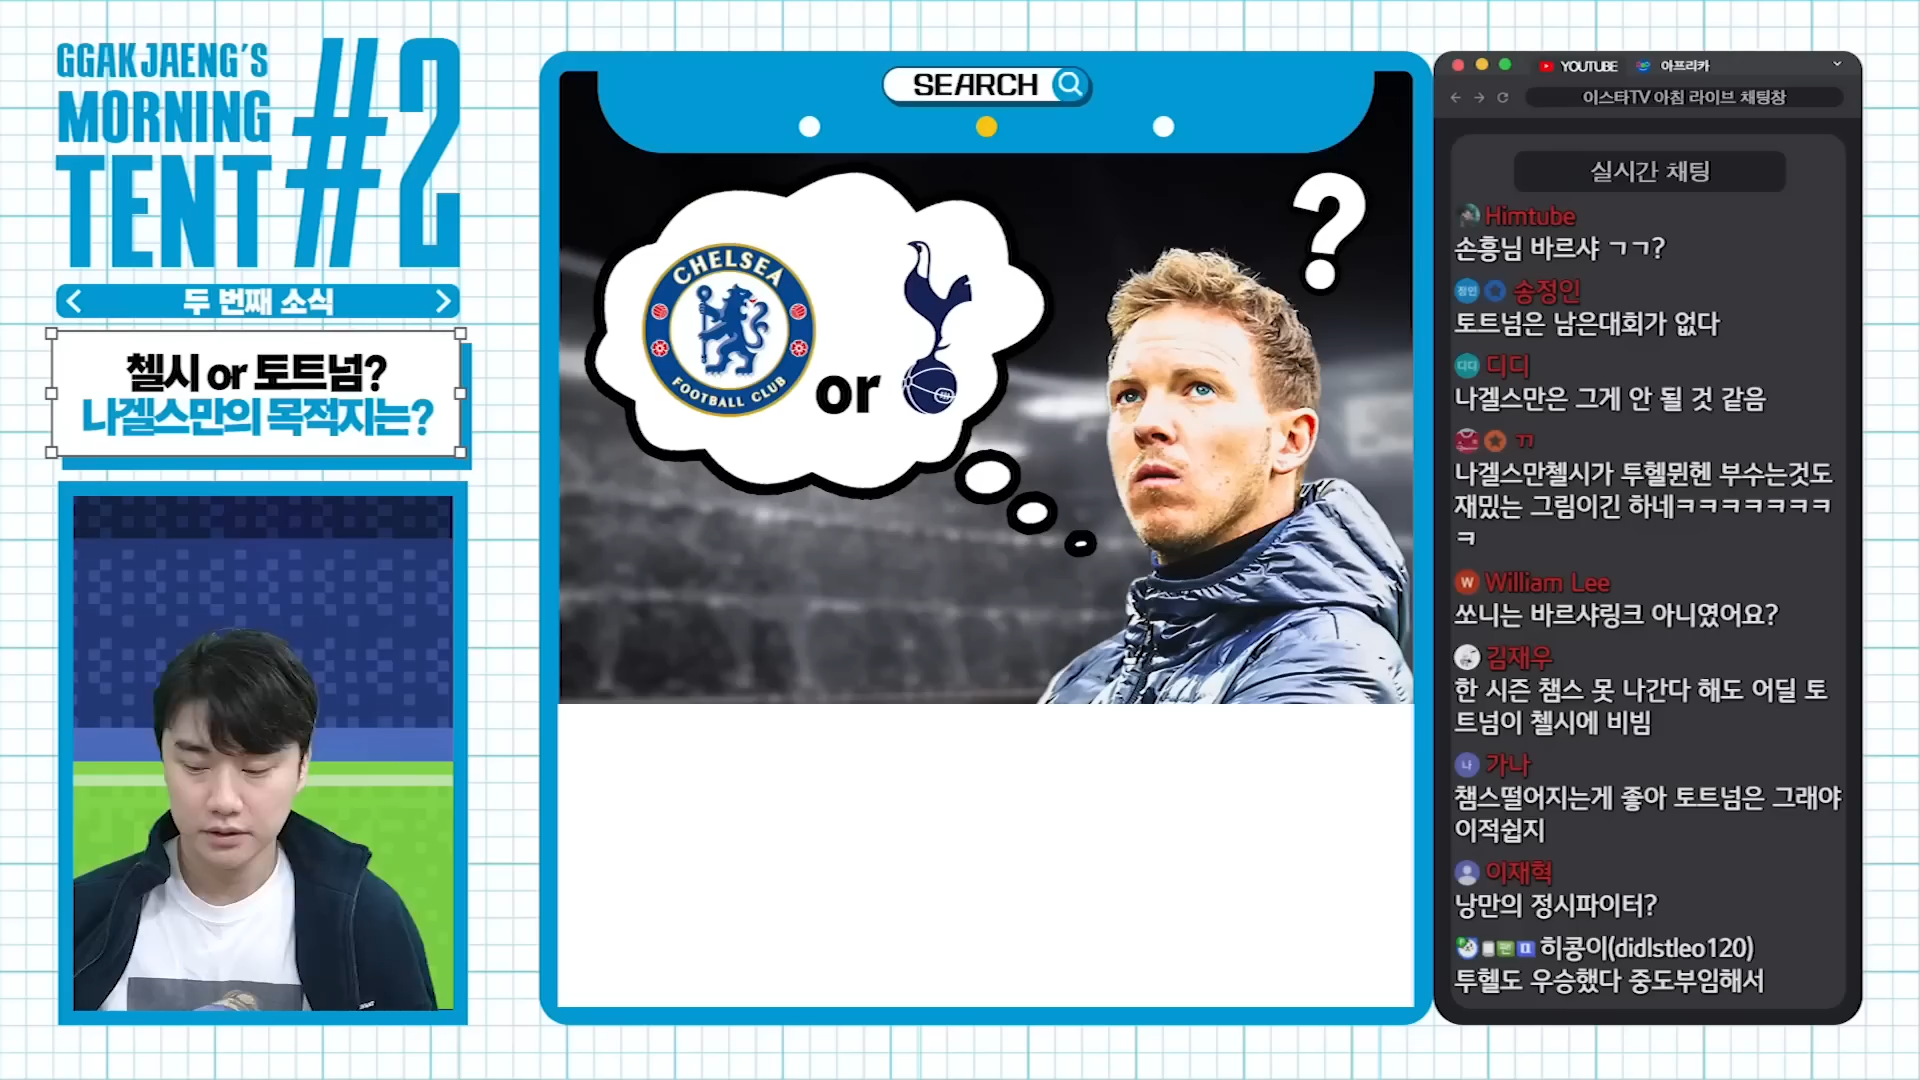 GGAKJAENG'S
MORNING
TENT
#2
두 번째 소식
첼시 or 토트넘?
나겔스만의 목적지는?
SEARCH
CHELSEA
FOOTBALL CLUB
or
?
YOUTUBE
아프리카
이스타TV 아침 라이브 채팅창
실시간 채팅
Himtube
손흥님 바르샤 ㄱㄱ?
정인
송정인
토트넘은 남은대회가 없다
디디
디디
나겔스만은 그게 안 될 것 같음
ㄲ
나겔스만첼시가 투헬뮌헨 부수는것도
재밌는 그림이긴 하네ㅋㅋㅋㅋㅋㅋㅋ
ㅋ
W
William Lee
쏘니는 바르샤링크 아니였어요?
김재우
한 시즌 챔스 못 나간다 해도 어딜 토
트넘이 첼시에 비빔
나
가나
챔스떨어지는게 좋아 토트넘은 그래야
이적쉽지
이재혁
낭만의 정시파이터?
팬
히콩이(didlstleo120)
투헬도 우승했다 중도부임해서